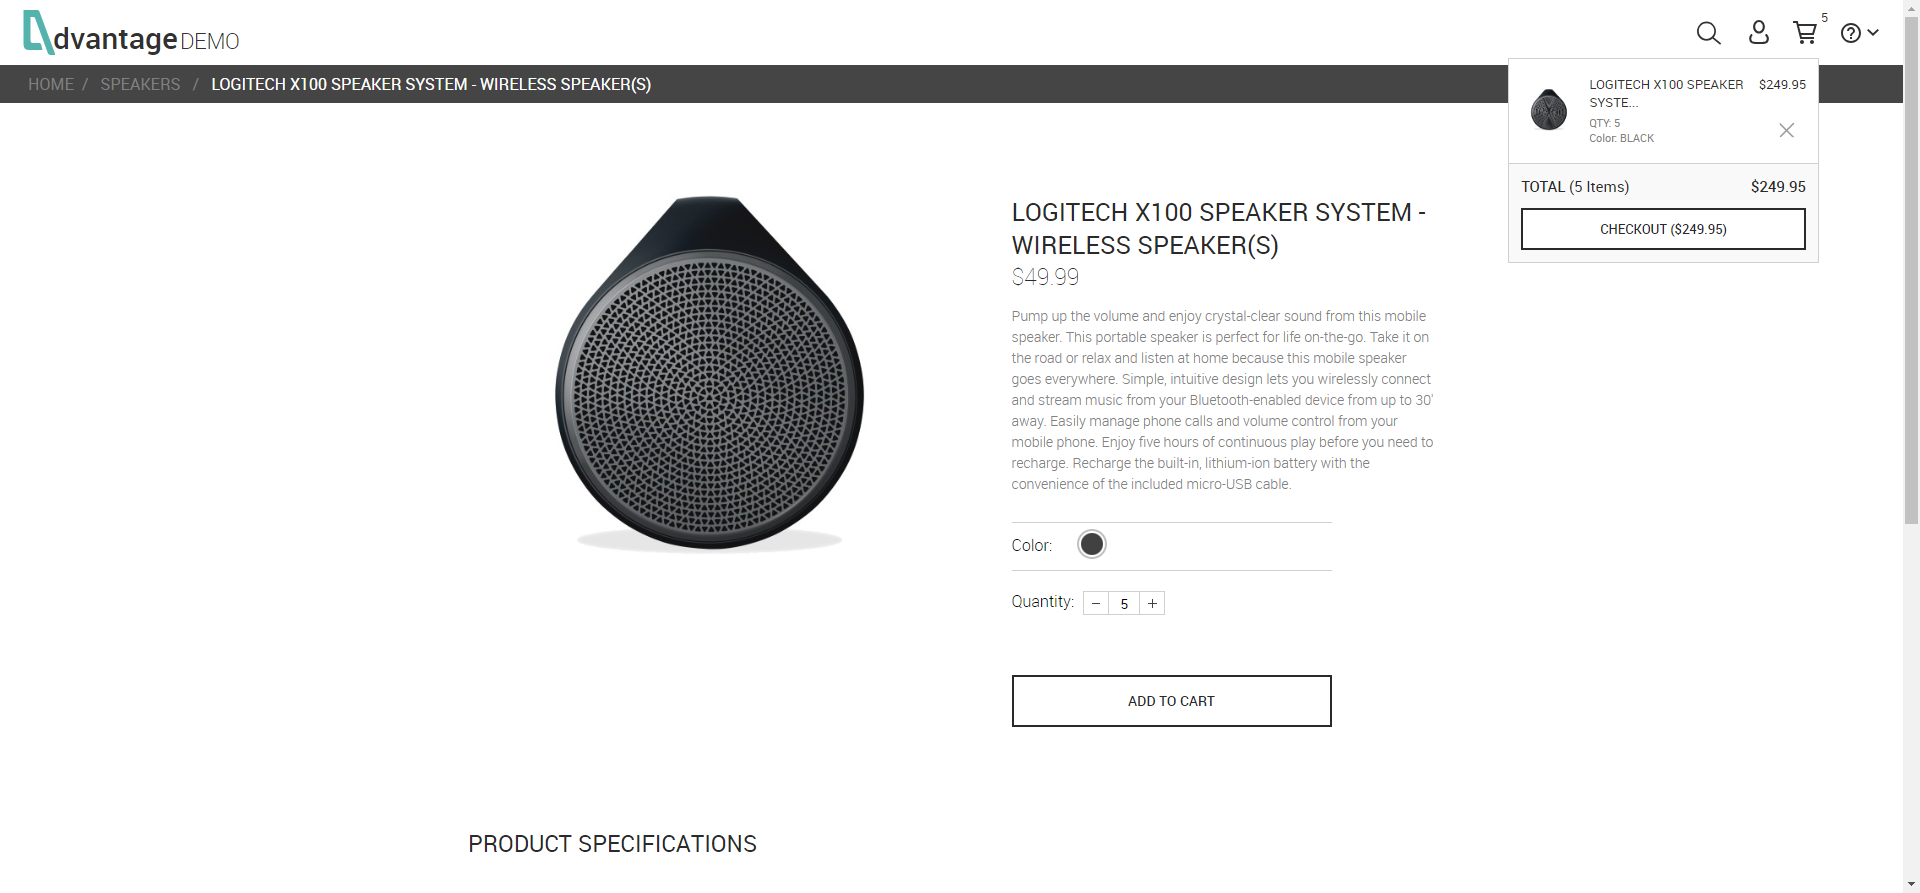 dvantage DEMO
5
HOME / SPEAKERS / LOGITECH X100 SPEAKER SYSTEM - WIRELESS SPEAKER(S)
LOGITECH X100 SPEAKER $249.95
SYSTE...
QTY: 5
Color: BLACK
TOTAL (5 Items) $249.95
CHECKOUT ($249.95)
LOGITECH X100 SPEAKER SYSTEM -
WIRELESS SPEAKER(S)
$49.99
Pump up the volume and enjoy crystal-clear sound from this mobile
speaker. This portable speaker is perfect for life on-the-go. Take it on
the road or relax and listen at home because this mobile speaker
goes everywhere. Simple, intuitive design lets you wirelessly connect
and stream music from your Bluetooth-enabled device from up to 30'
away. Easily manage phone calls and volume control from your
mobile phone. Enjoy five hours of continuous play before you need to
recharge. Recharge the built-in, lithium-ion battery with the
convenience of the included micro-USB cable.
Color:
Quantity: − 5 +
ADD TO CART
PRODUCT SPECIFICATIONS